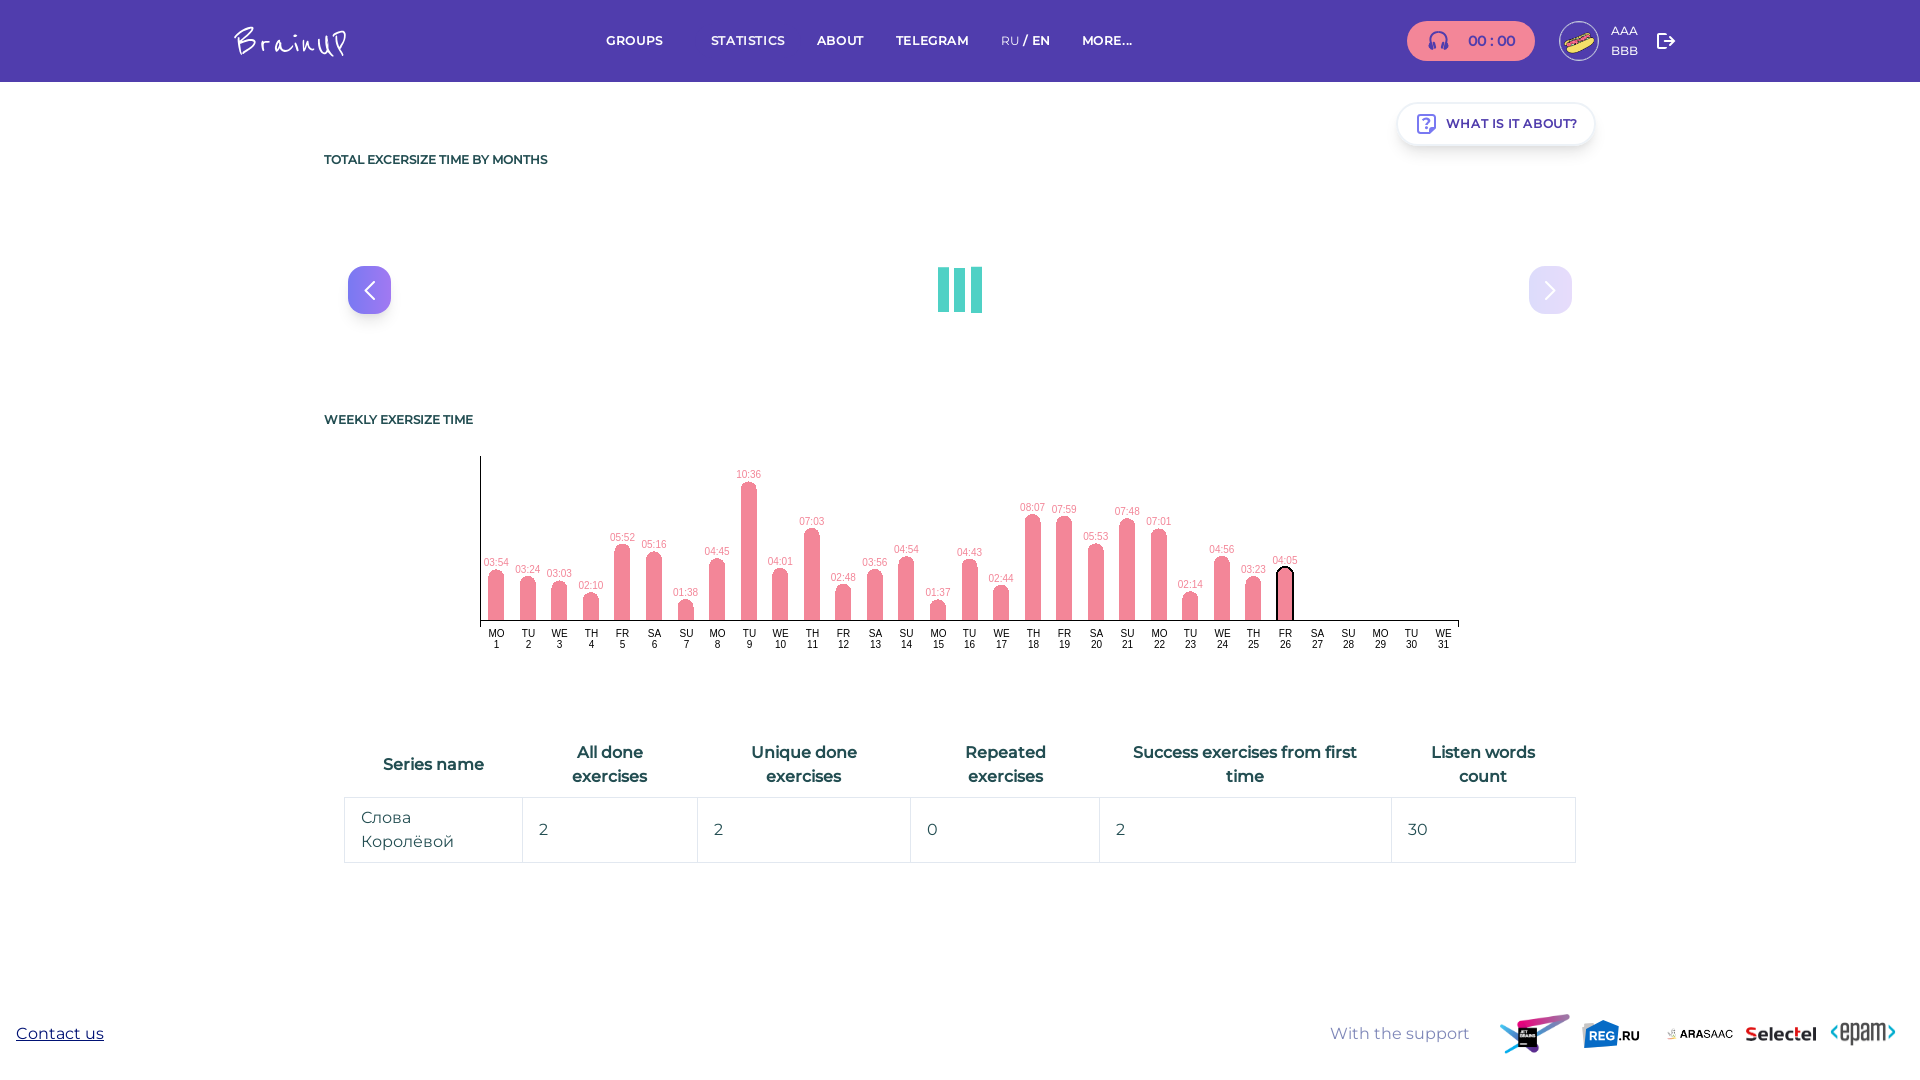 BrainUP
GROUPS STATISTICS ABOUT TELEGRAM RU / EN MORE...
00 : 00
AAA
BBB
WHAT IS IT ABOUT?
TOTAL EXCERSIZE TIME BY MONTHS
WEEKLY EXERSIZE TIME
03:54 03:24 03:03 02:10 05:52 05:16 01:38 04:45 10:36 04:01 07:03 02:48 03:56 04:54 01:37 04:43 02:44 08:07 07:59 05:53 07:48 07:01 02:14 04:56 03:23 04:05
MO TU WE TH FR SA SU MO TU WE TH FR SA SU MO TU WE TH FR SA SU MO TU WE TH FR SA SU MO TU WE
1 2 3 4 5 6 7 8 9 10 11 12 13 14 15 16 17 18 19 20 21 22 23 24 25 26 27 28 29 30 31
Series name
All done
exercises
Unique done
exercises
Repeated
exercises
Success exercises from first
time
Listen words
count
Слова
Королёвой
2
2
0
2
30
Contact us
With the support
JET
BRAINS
REG.RU
ARASAAC
Selectel
<epam>